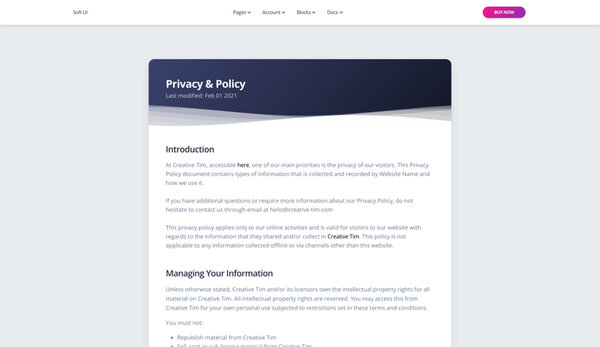 Soft UI
Pages
Account
Blocks
Docs
BUY NOW
Privacy & Policy
Last modified: Feb 01 2021
Introduction
At Creative Tim, accessible here, one of our main priorities is the privacy of our visitors. This Privacy
Policy document contains types of information that is collected and recorded by Website Name and
how we use it.
If you have additional questions or require more information about our Privacy Policy, do not
hesitate to contact us through email at hello@creative-tim.com
This privacy policy applies only to our online activities and is valid for visitors to our website with
regards to the information that they shared and/or collect in Creative Tim. This policy is not
applicable to any information collected offline or via channels other than this website.
Managing Your Information
Unless otherwise stated, Creative Tim and/or its licensors own the intellectual property rights for all
material on Creative Tim. All intellectual property rights are reserved. You may access this from
Creative Tim for your own personal use subjected to restrictions set in these terms and conditions.
You must not:
Republish material from Creative Tim
Sell, rent or sub-license material from Creative Tim